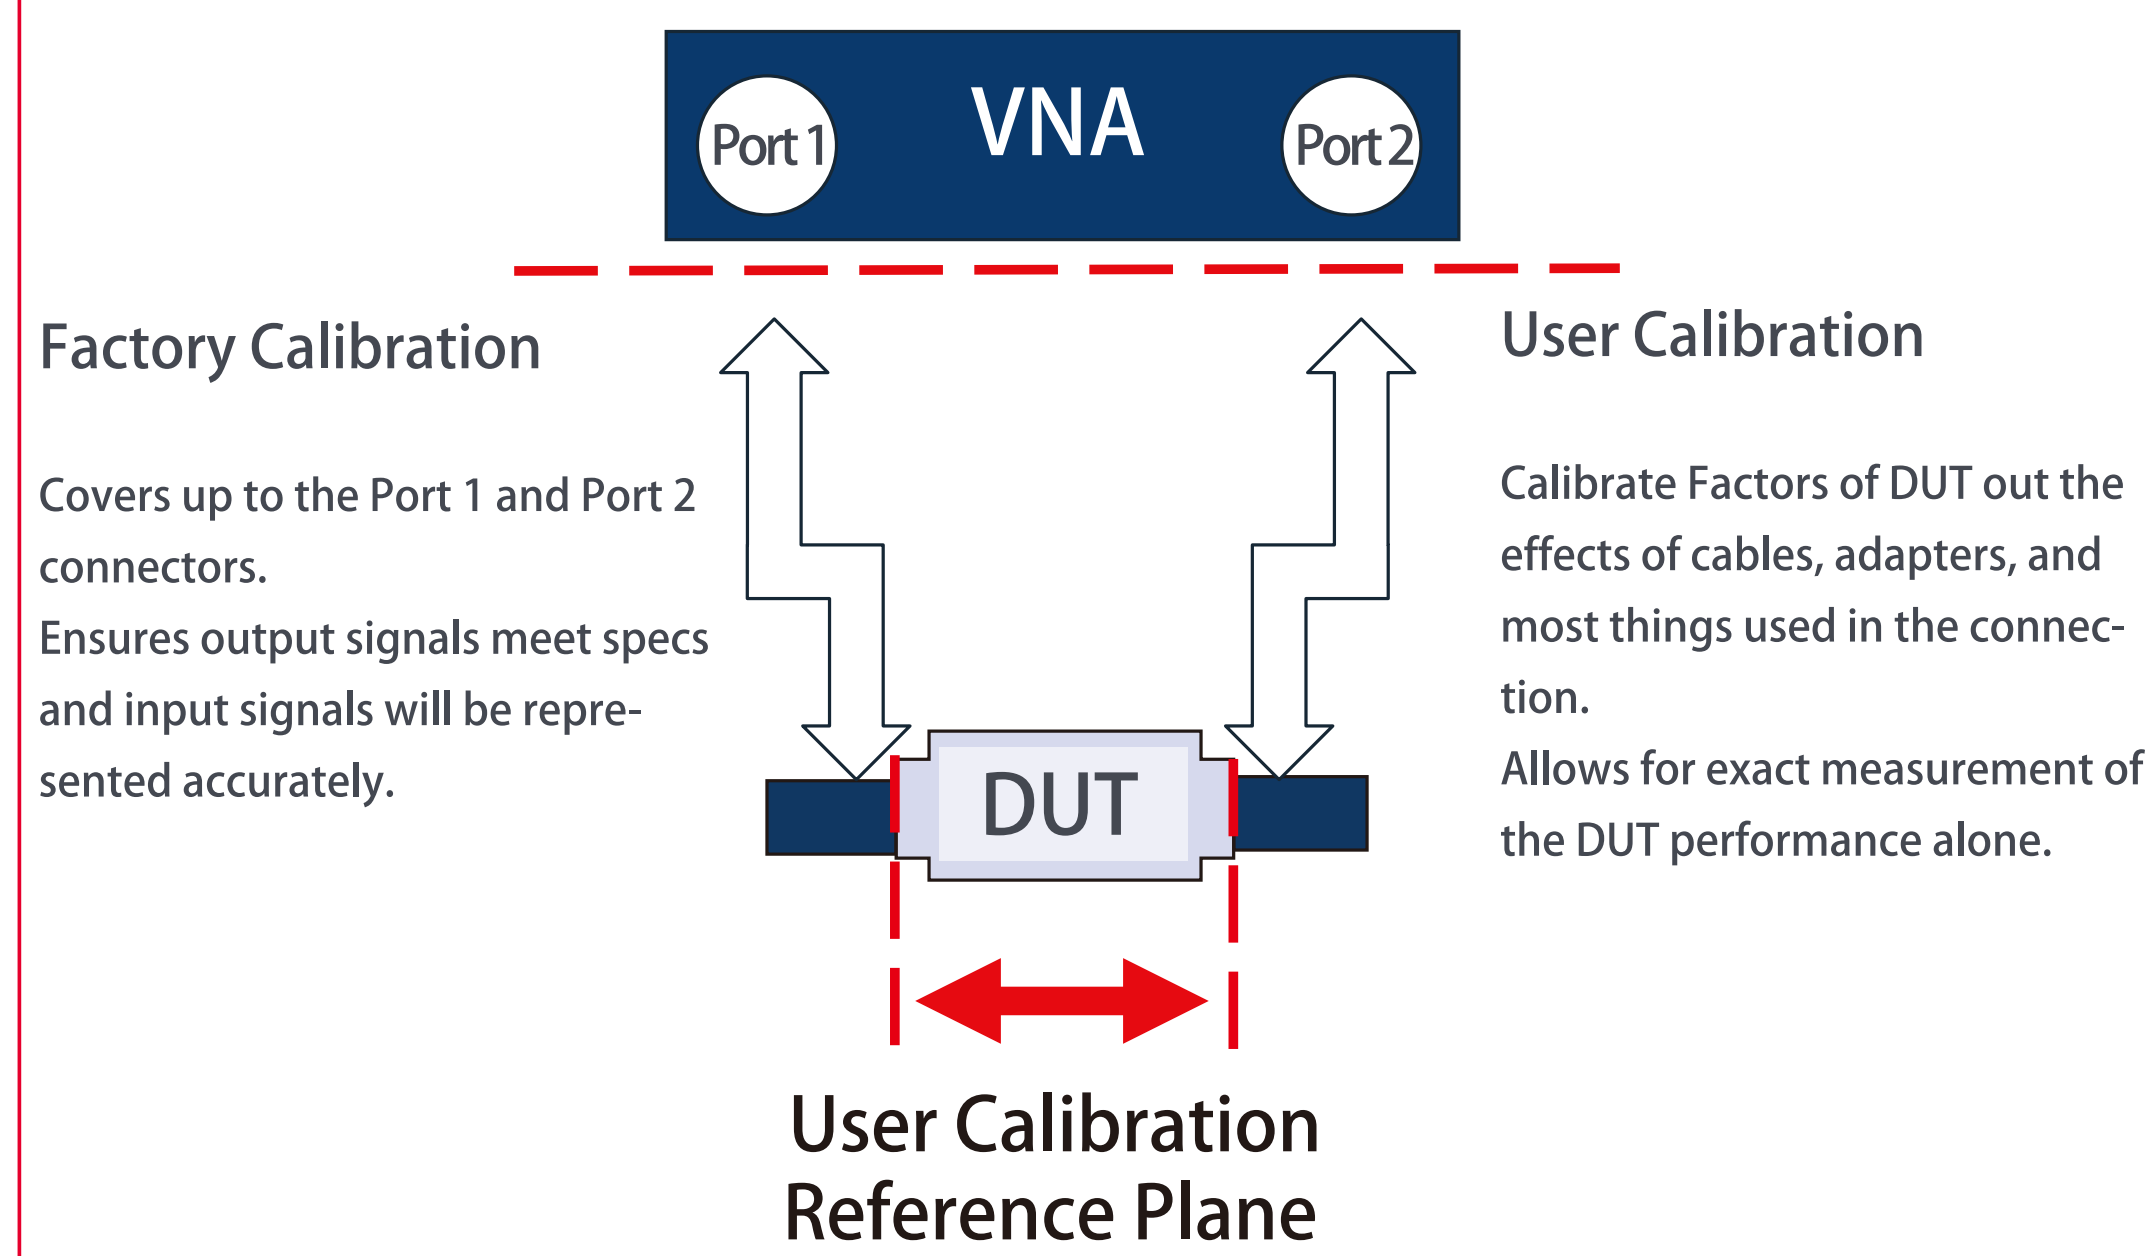 Port 1
VNA
Port 2
Factory Calibration
Covers up to the Port 1 and Port 2
connectors.
Ensures output signals meet specs
and input signals will be repre-
sented accurately.
User Calibration
Calibrate Factors of DUT out the
effects of cables, adapters, and
most things used in the connec-
tion.
Allows for exact measurement of
the DUT performance alone.
DUT
User Calibration
Reference Plane